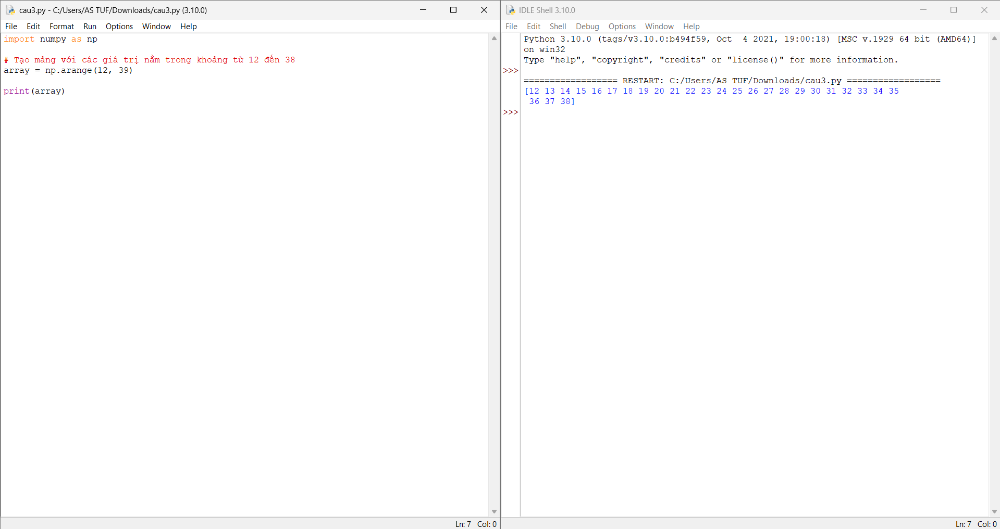 cau3.py - C:/Users/AS TUF/Downloads/cau3.py (3.10.0)
File Edit Format Run Options Window Help
import numpy as np
# Tạo mảng với các giá trị nằm trong khoảng từ 12 đến 38
array = np.arange(12, 39)
print(array)
Ln: 7 Col: 0
IDLE Shell 3.10.0
File Edit Shell Debug Options Window Help
Python 3.10.0 (tags/v3.10.0:b494f59, Oct  4 2021, 19:00:18) [MSC v.1929 64 bit (AMD64)]
on win32
Type "help", "copyright", "credits" or "license()" for more information.
>>>
================== RESTART: C:/Users/AS TUF/Downloads/cau3.py ==================
[12 13 14 15 16 17 18 19 20 21 22 23 24 25 26 27 28 29 30 31 32 33 34 35
 36 37 38]
>>>
Ln: 7 Col: 0